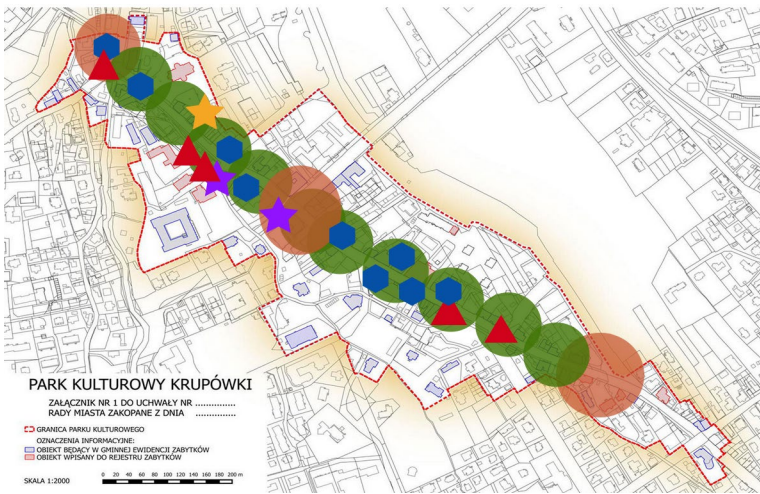 PARK KULTUROWY KRUPÓWKI
ZAŁĄCZNIK NR 1 DO UCHWAŁY NR ...............
RADY MIASTA ZAKOPANE Z DNIA ...............
GRANICA PARKU KULTUROWEGO
OZNACZENIA INFORMACYJNE:
OBIEKT BĘDĄCY W GMINNEJ EWIDENCJI ZABYTKÓW
OBIEKT WPISANY DO REJESTRU ZABYTKÓW
SKALA 1:2000
0 20 40 60 80 100 120 140 160 180 200 m